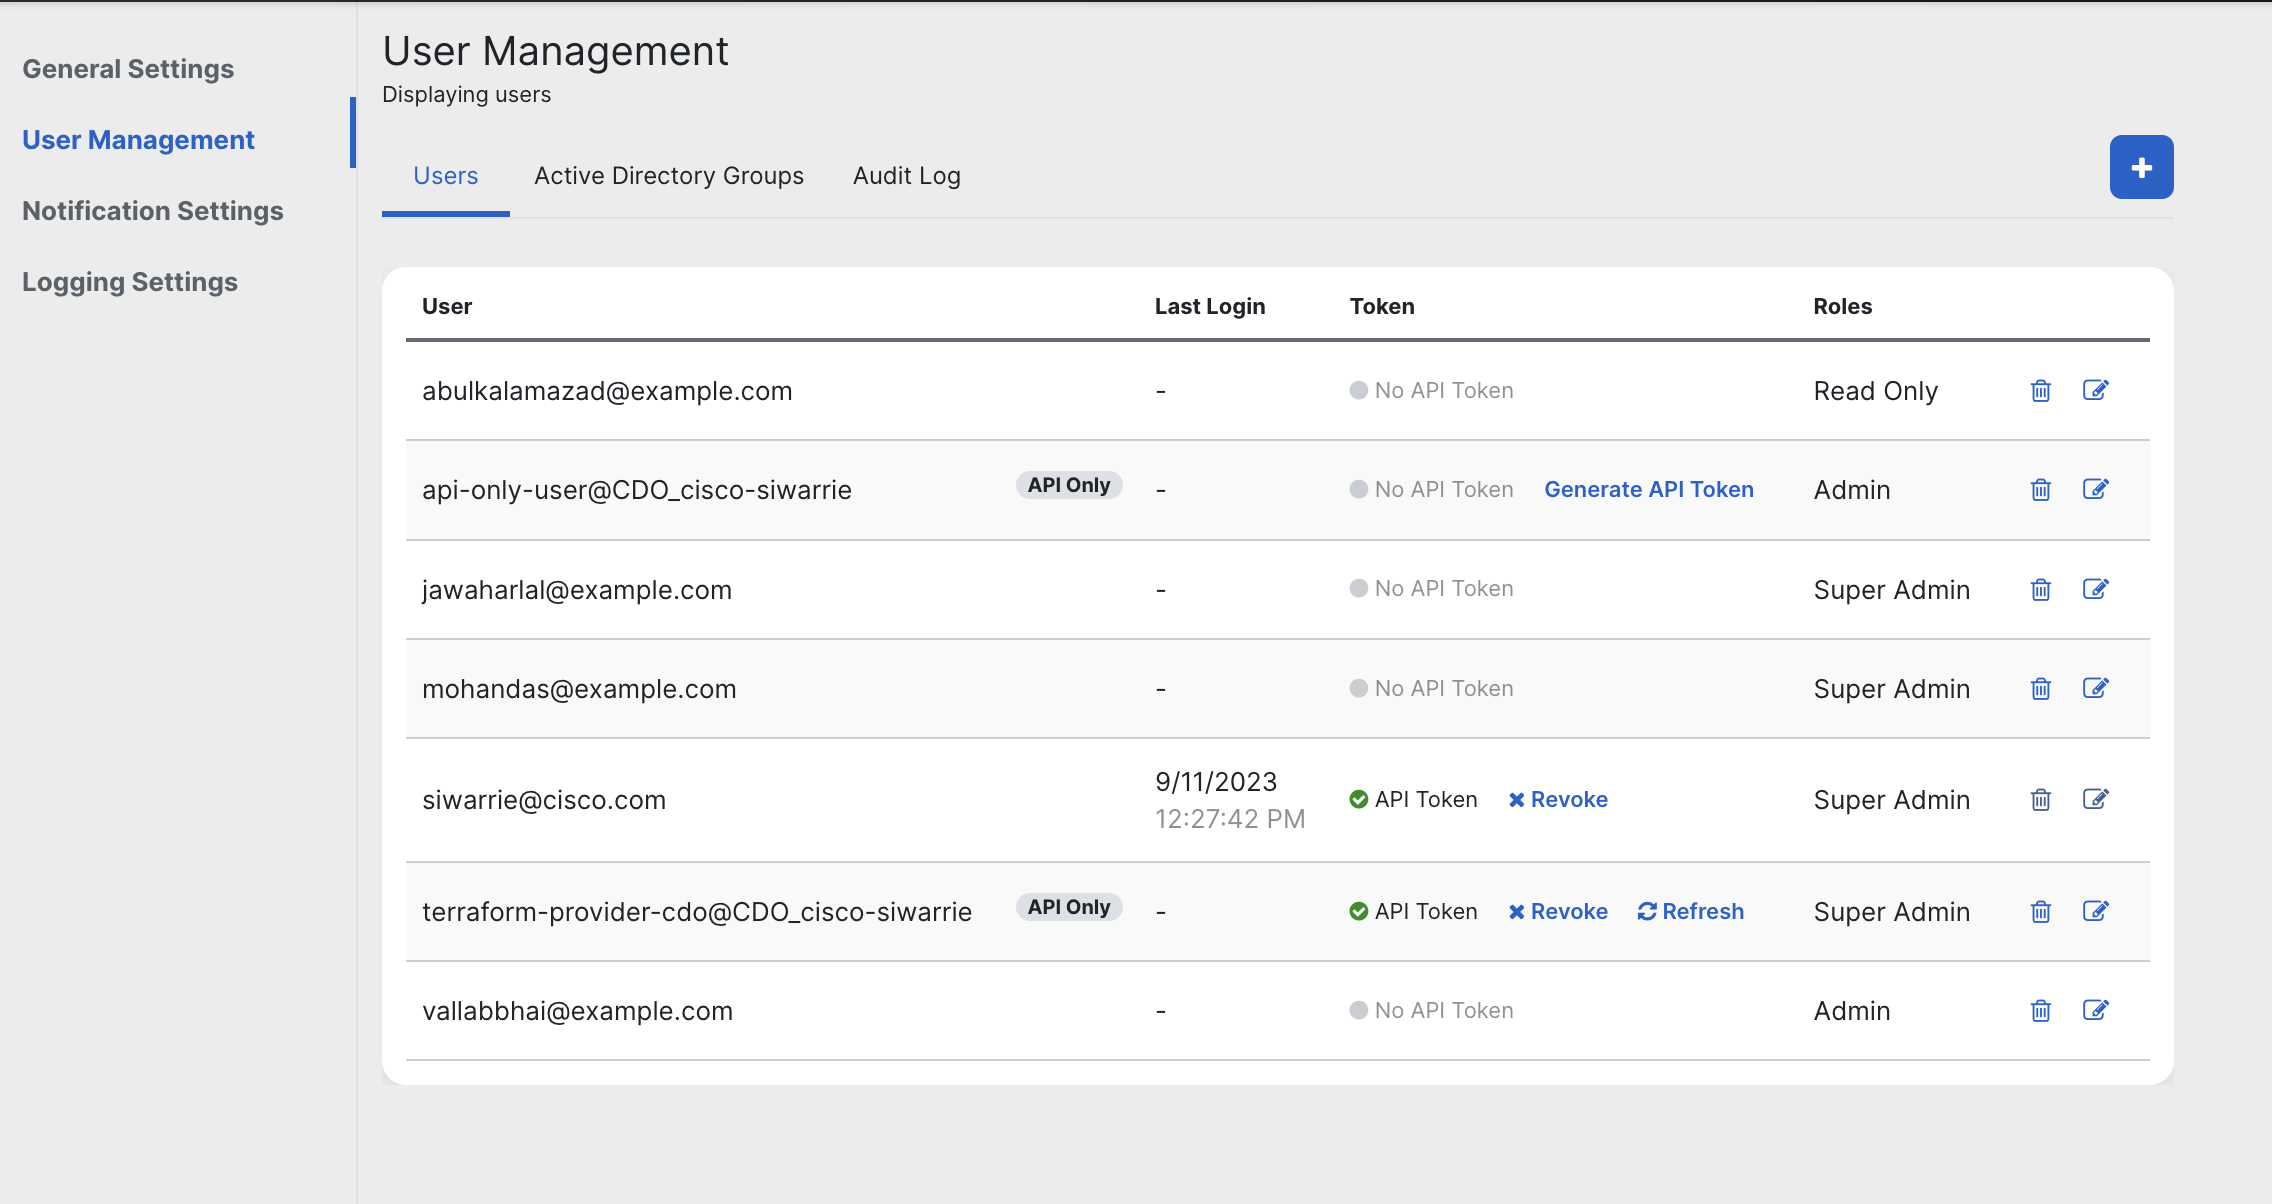 General Settings
User Management
Notification Settings
Logging Settings
User Management
Displaying users
Users Active Directory Groups Audit Log
User Last Login Token Roles
abulkalamazad@example.com - No API Token Read Only
api-only-user@CDO_cisco-siwarrie API Only - No API Token Generate API Token Admin
jawaharlal@example.com - No API Token Super Admin
mohandas@example.com - No API Token Super Admin
siwarrie@cisco.com 9/11/2023 API Token Revoke Super Admin
12:27:42 PM
terraform-provider-cdo@CDO_cisco-siwarrie API Only - API Token Revoke Refresh Super Admin
vallabbhai@example.com - No API Token Admin